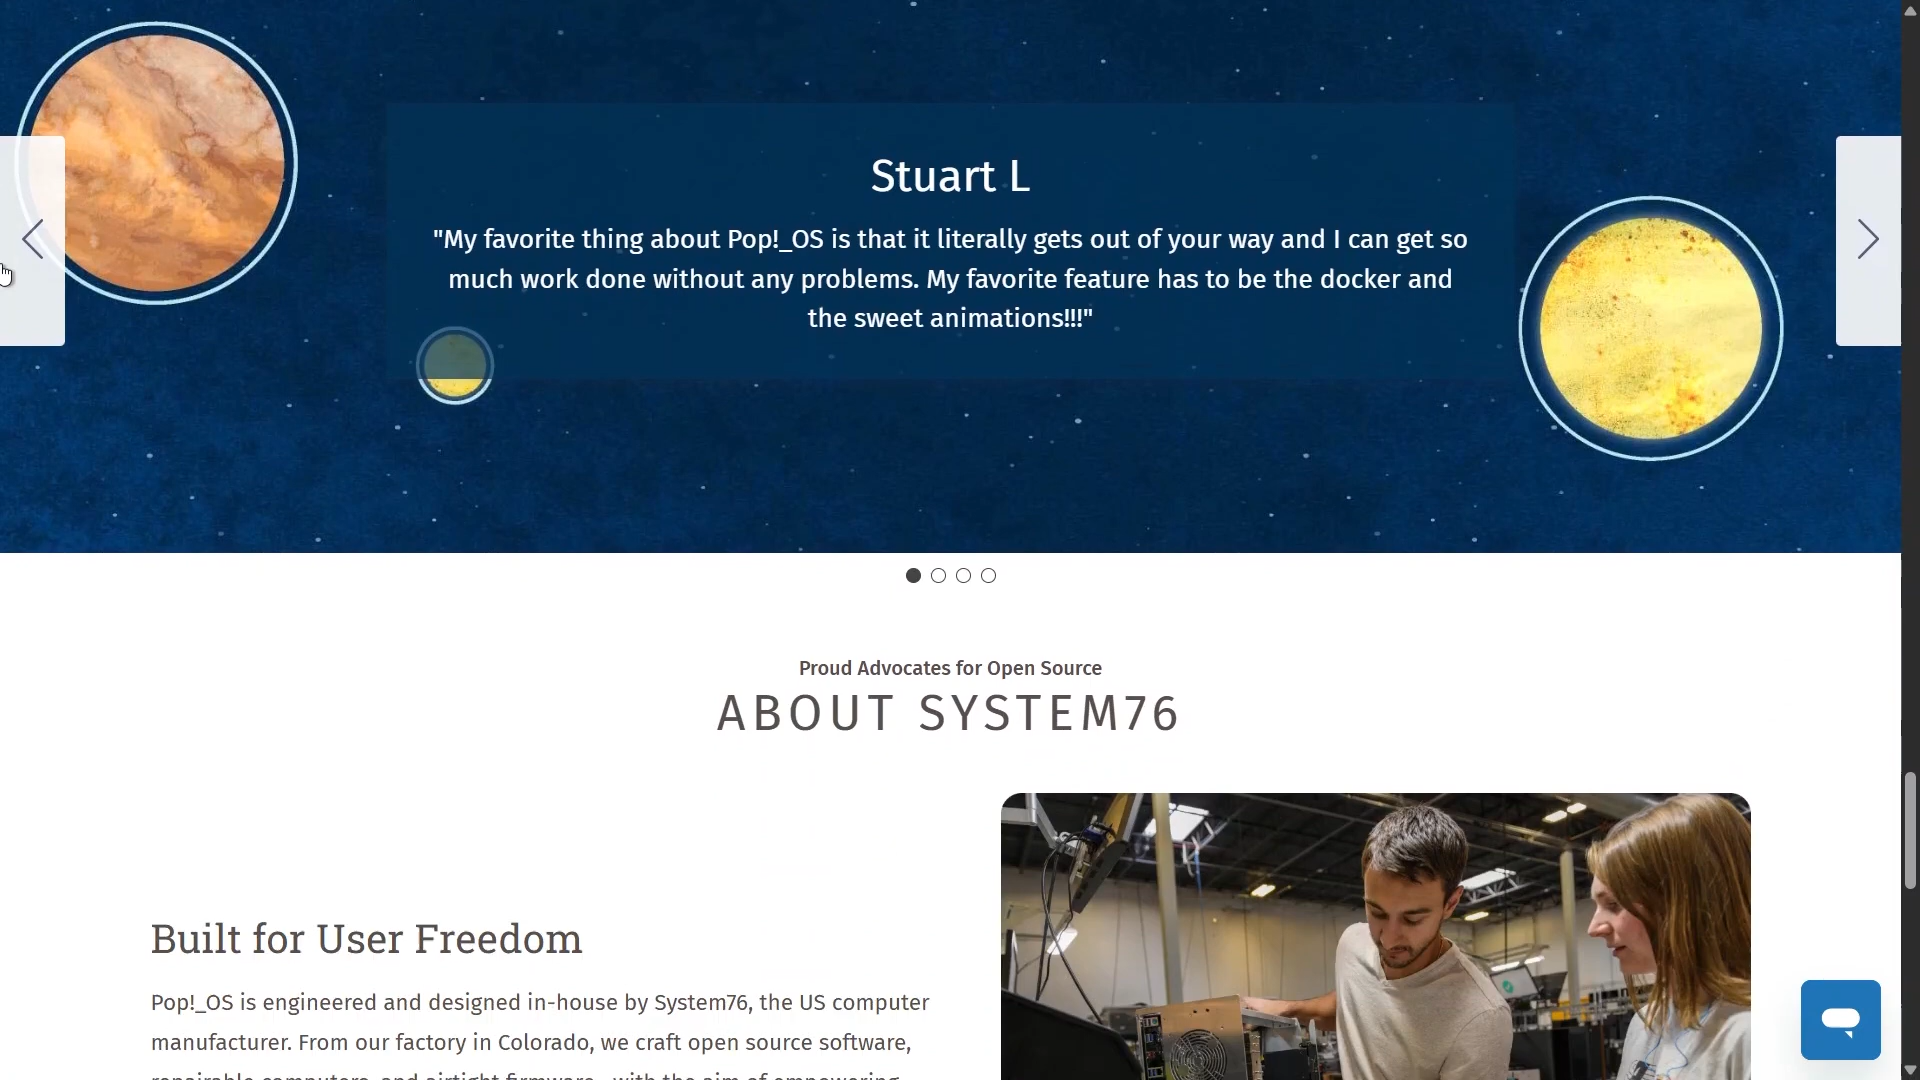 Stuart L
"My favorite thing about Pop!_OS is that it literally gets out of your way and I can get so
much work done without any problems. My favorite feature has to be the docker and
the sweet animations!!!"
Proud Advocates for Open Source
ABOUT SYSTEM76
Built for User Freedom
Pop!_OS is engineered and designed in-house by System76, the US computer
manufacturer. From our factory in Colorado, we craft open source software,
repairable computers, and airtight firmware—with the aim of empowering